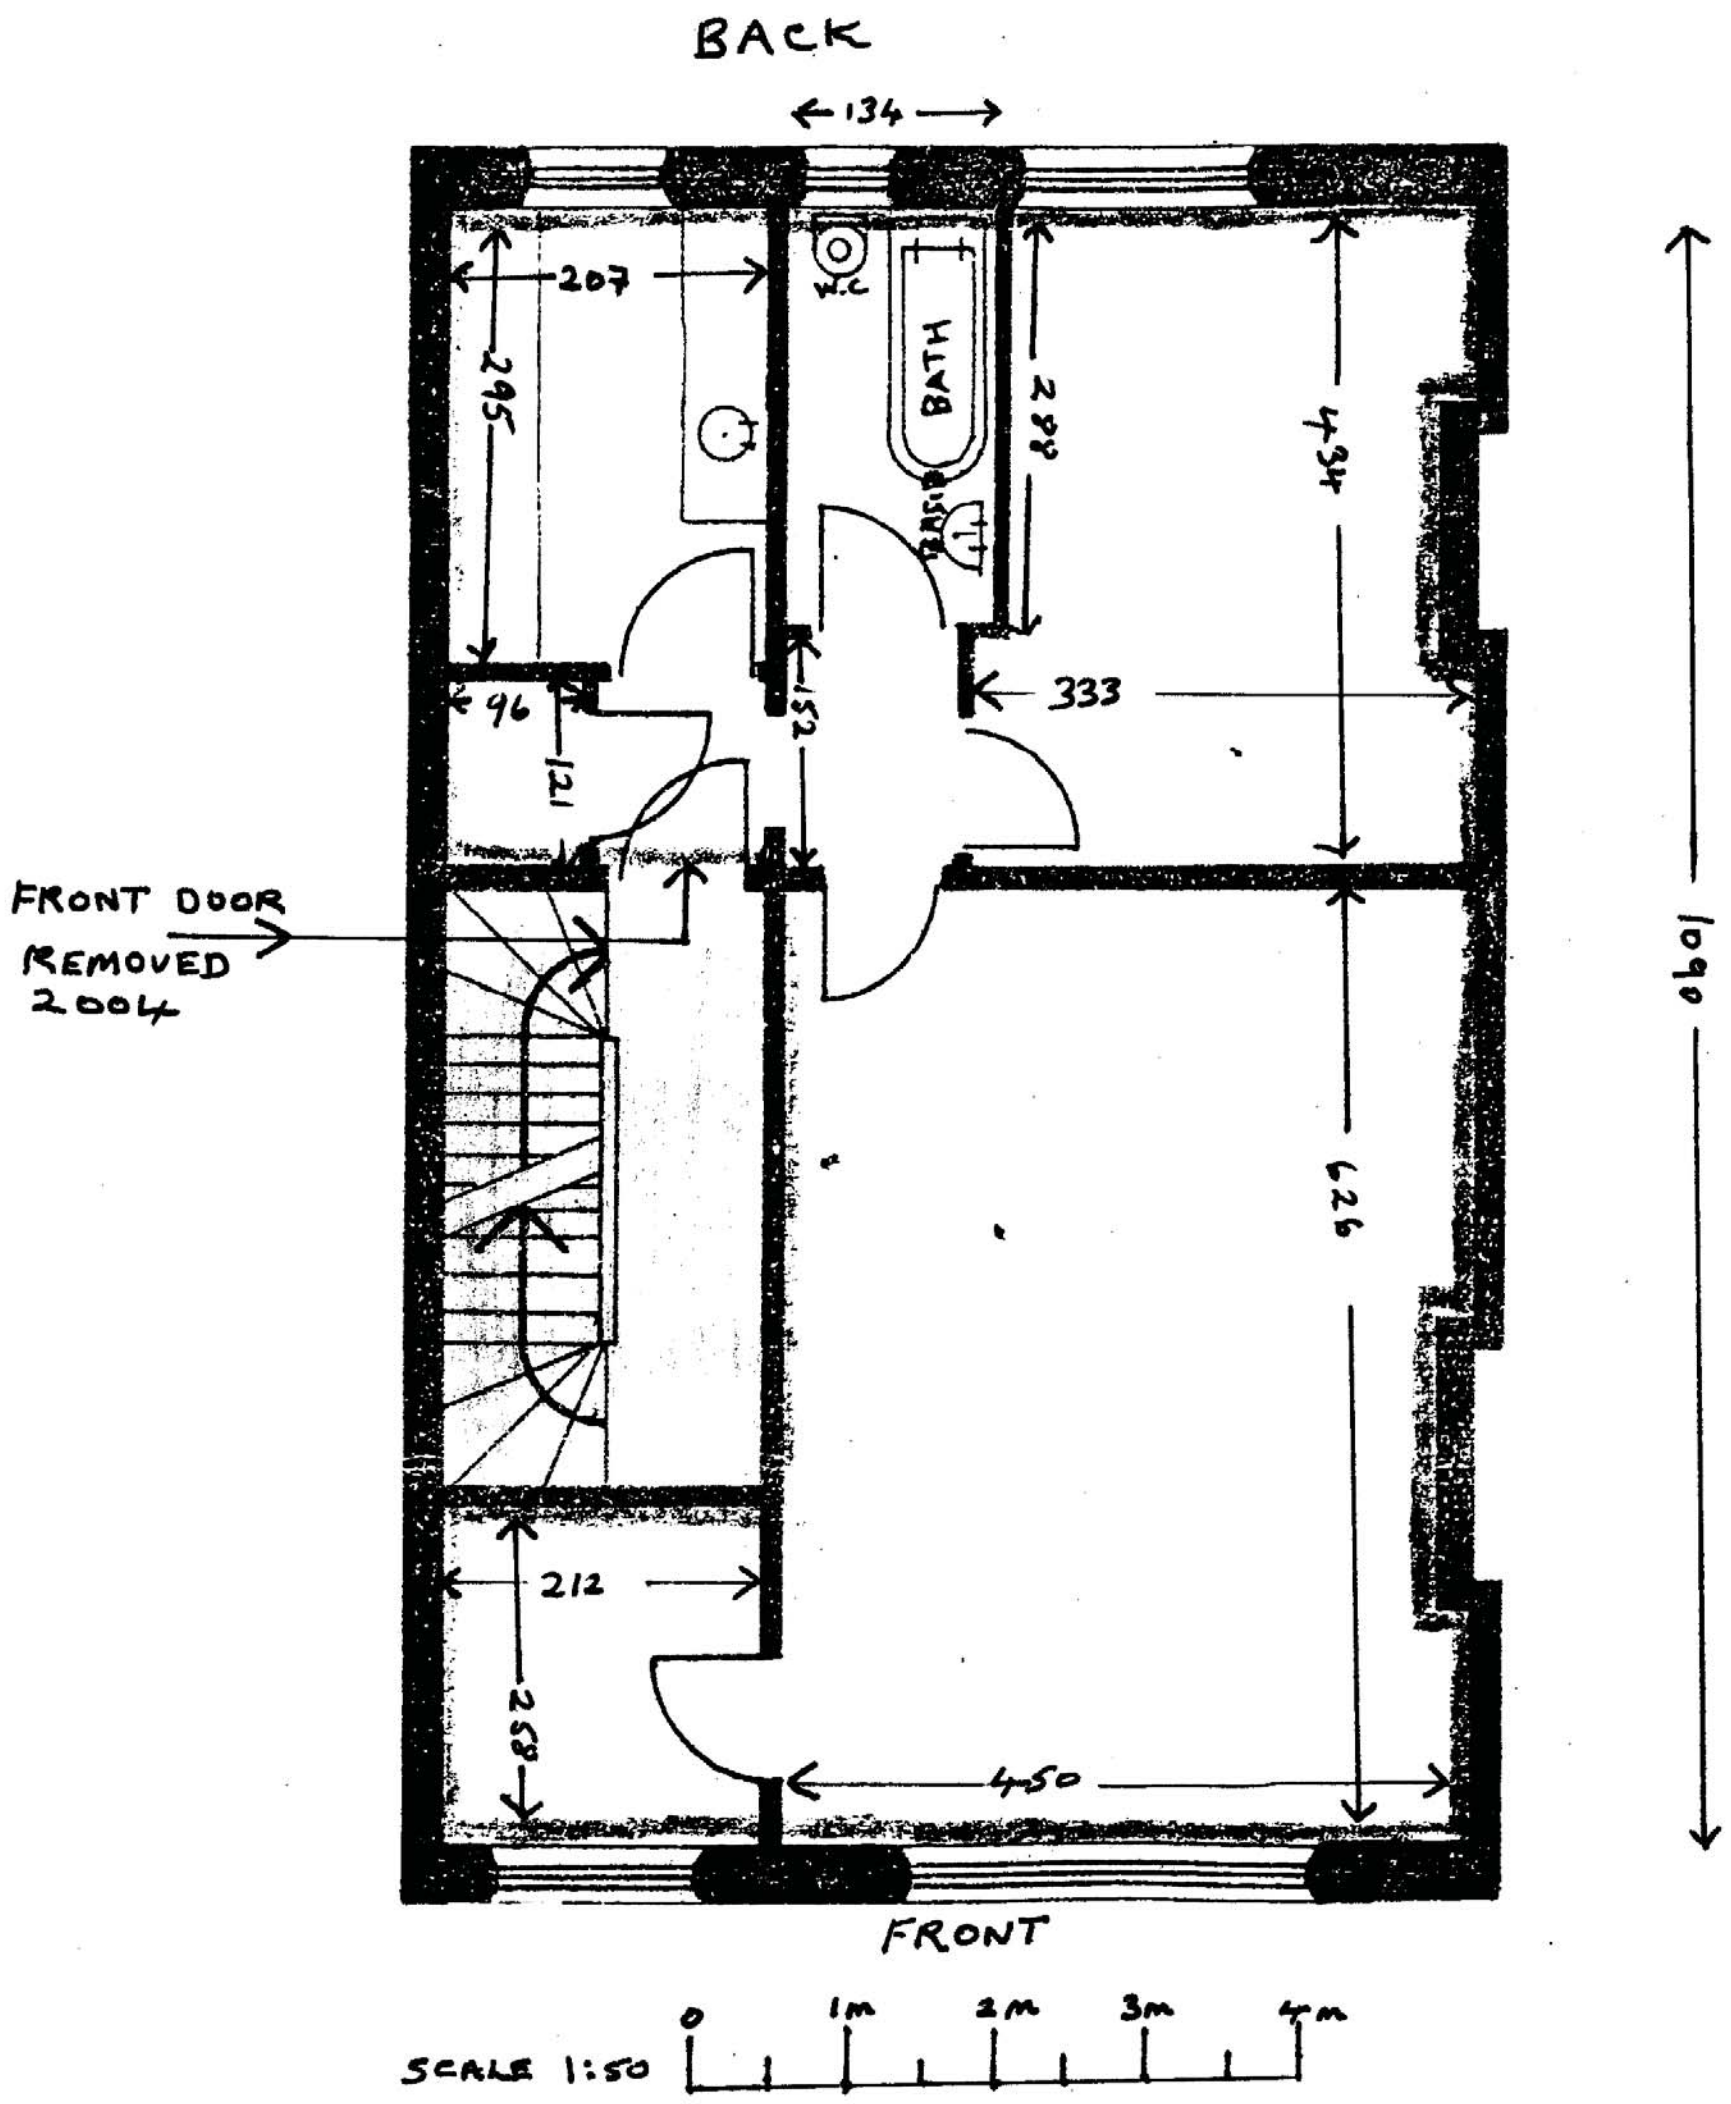 BACK
134
207
295
W.C
BATH
BASIN
288
434
96
121
152
333
FRONT DOOR
REMOVED
2004
1090
626
212
258
450
FRONT
0 1m 2m 3m 4m
SCALE 1:50